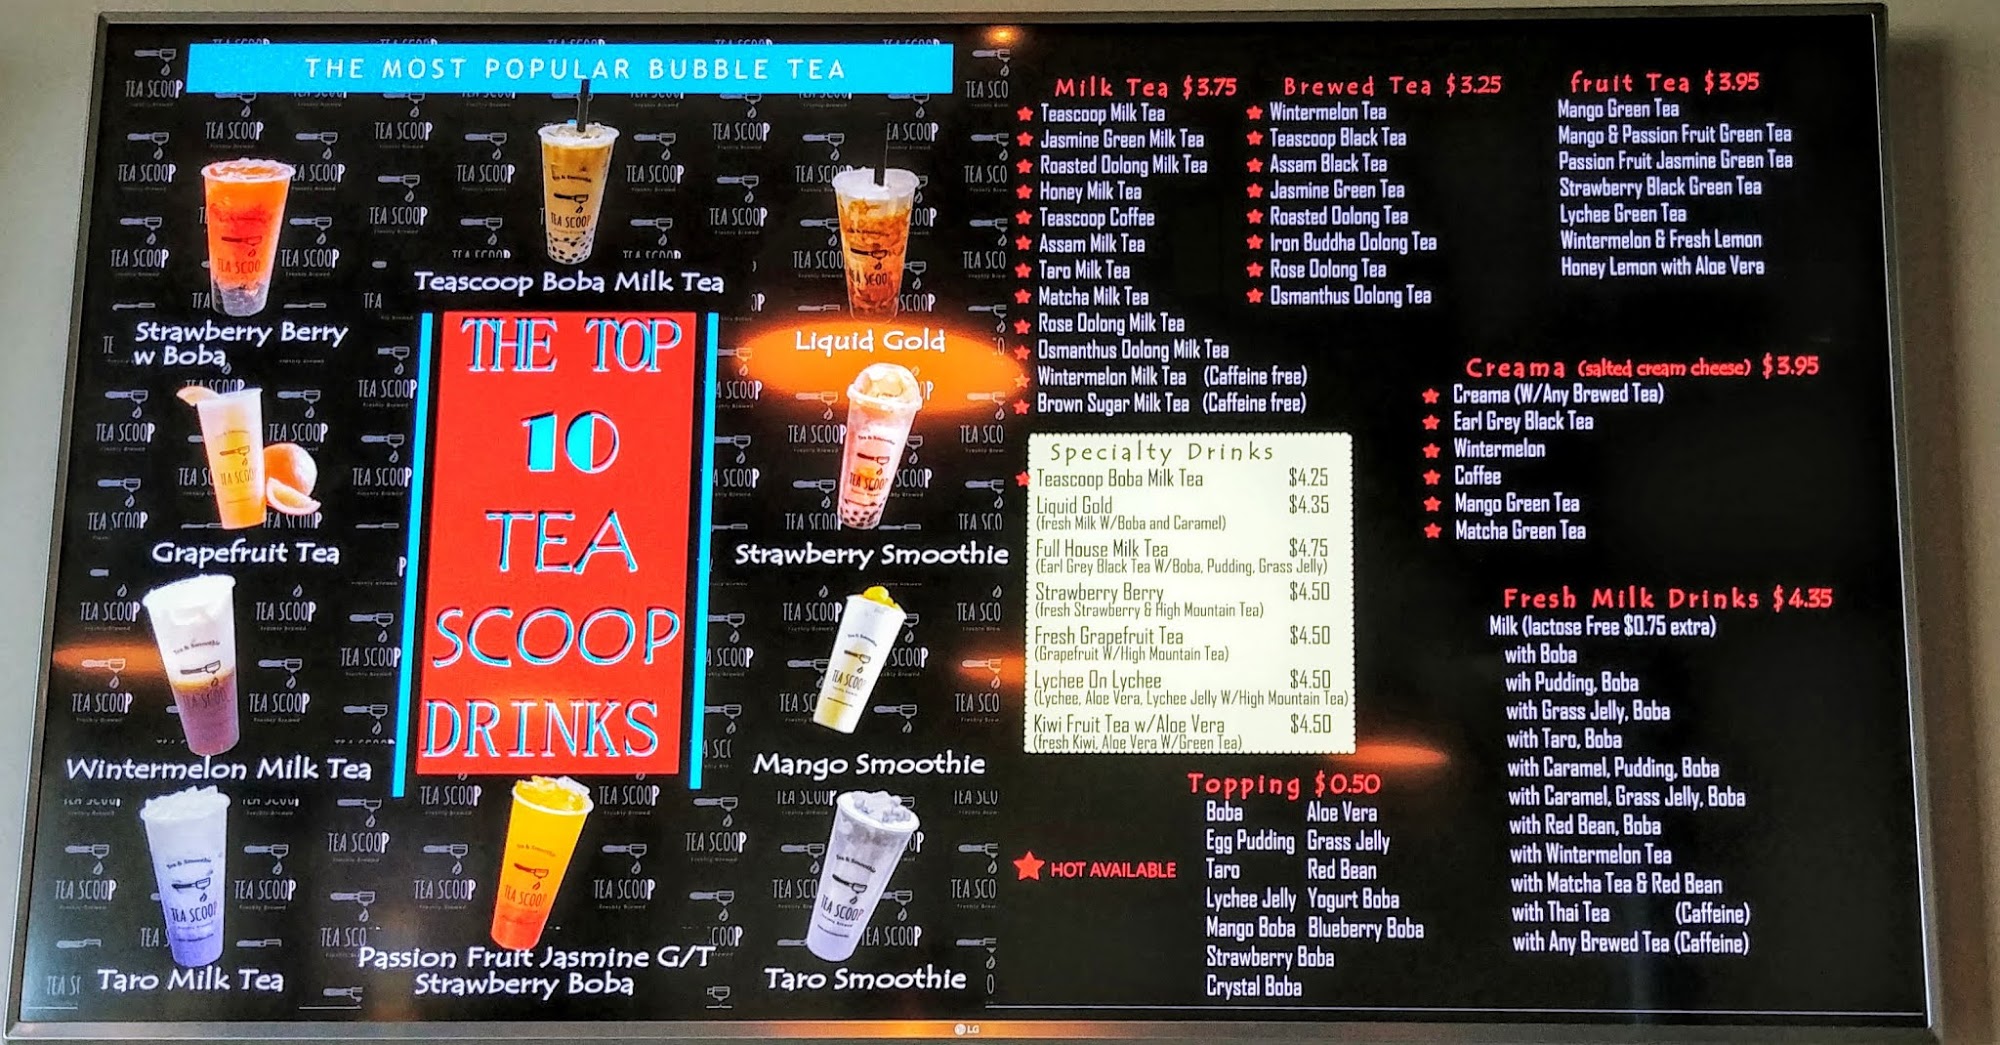 THE MOST POPULAR BUBBLE TEA
Teascoop Boba Milk Tea
Strawberry Berry
w Boba
Liquid Gold
THE TOP
10
TEA
SCOOP
DRINKS
Grapefruit Tea
Strawberry Smoothie
Wintermelon Milk Tea
Mango Smoothie
Taro Milk Tea
Passion Fruit Jasmine G/T
Strawberry Boba
Taro Smoothie
TEA SCOOP
Milk Tea $3.75
Teascoop Milk Tea
Jasmine Green Milk Tea
Roasted Oolong Milk Tea
Honey Milk Tea
Teascoop Coffee
Assam Milk Tea
Taro Milk Tea
Matcha Milk Tea
Rose Oolong Milk Tea
Osmanthus Oolong Milk Tea
Wintermelon Milk Tea (Caffeine free)
Brown Sugar Milk Tea (Caffeine free)
Brewed Tea $3.25
Wintermelon Tea
Teascoop Black Tea
Assam Black Tea
Jasmine Green Tea
Roasted Oolong Tea
Iron Buddha Oolong Tea
Rose Oolong Tea
Osmanthus Oolong Tea
fruit Tea $3.95
Mango Green Tea
Mango & Passion Fruit Green Tea
Passion Fruit Jasmine Green Tea
Strawberry Black Green Tea
Lychee Green Tea
Wintermelon & Fresh Lemon
Honey Lemon with Aloe Vera
Specialty Drinks
Teascoop Boba Milk Tea $4.25
Liquid Gold $4.35
(fresh Milk W/Boba and Caramel)
Full House Milk Tea $4.75
(Earl Grey Black Tea W/Boba, Pudding, Grass Jelly)
Strawberry Berry $4.50
(fresh Strawberry & High Mountain Tea)
Fresh Grapefruit Tea $4.50
(Grapefruit W/High Mountain Tea)
Lychee On Lychee $4.50
(Lychee, Aloe Vera, Lychee Jelly W/High Mountain Tea)
Kiwi Fruit Tea w/Aloe Vera $4.50
(fresh Kiwi, Aloe Vera W/Green Tea)
Creama (salted cream cheese) $3.95
Creama (W/Any Brewed Tea)
Earl Grey Black Tea
Wintermelon
Coffee
Mango Green Tea
Matcha Green Tea
Topping $0.50
Boba Aloe Vera
Egg Pudding Grass Jelly
Taro Red Bean
Lychee Jelly Yogurt Boba
Mango Boba Blueberry Boba
Strawberry Boba
Crystal Boba
HOT AVAILABLE
Fresh Milk Drinks $4.35
Milk (lactose Free $0.75 extra)
with Boba
wih Pudding, Boba
with Grass Jelly, Boba
with Taro, Boba
with Caramel, Pudding, Boba
with Caramel, Grass Jelly, Boba
with Red Bean, Boba
with Wintermelon Tea
with Matcha Tea & Red Bean
with Thai Tea (Caffeine)
with Any Brewed Tea (Caffeine)
LG